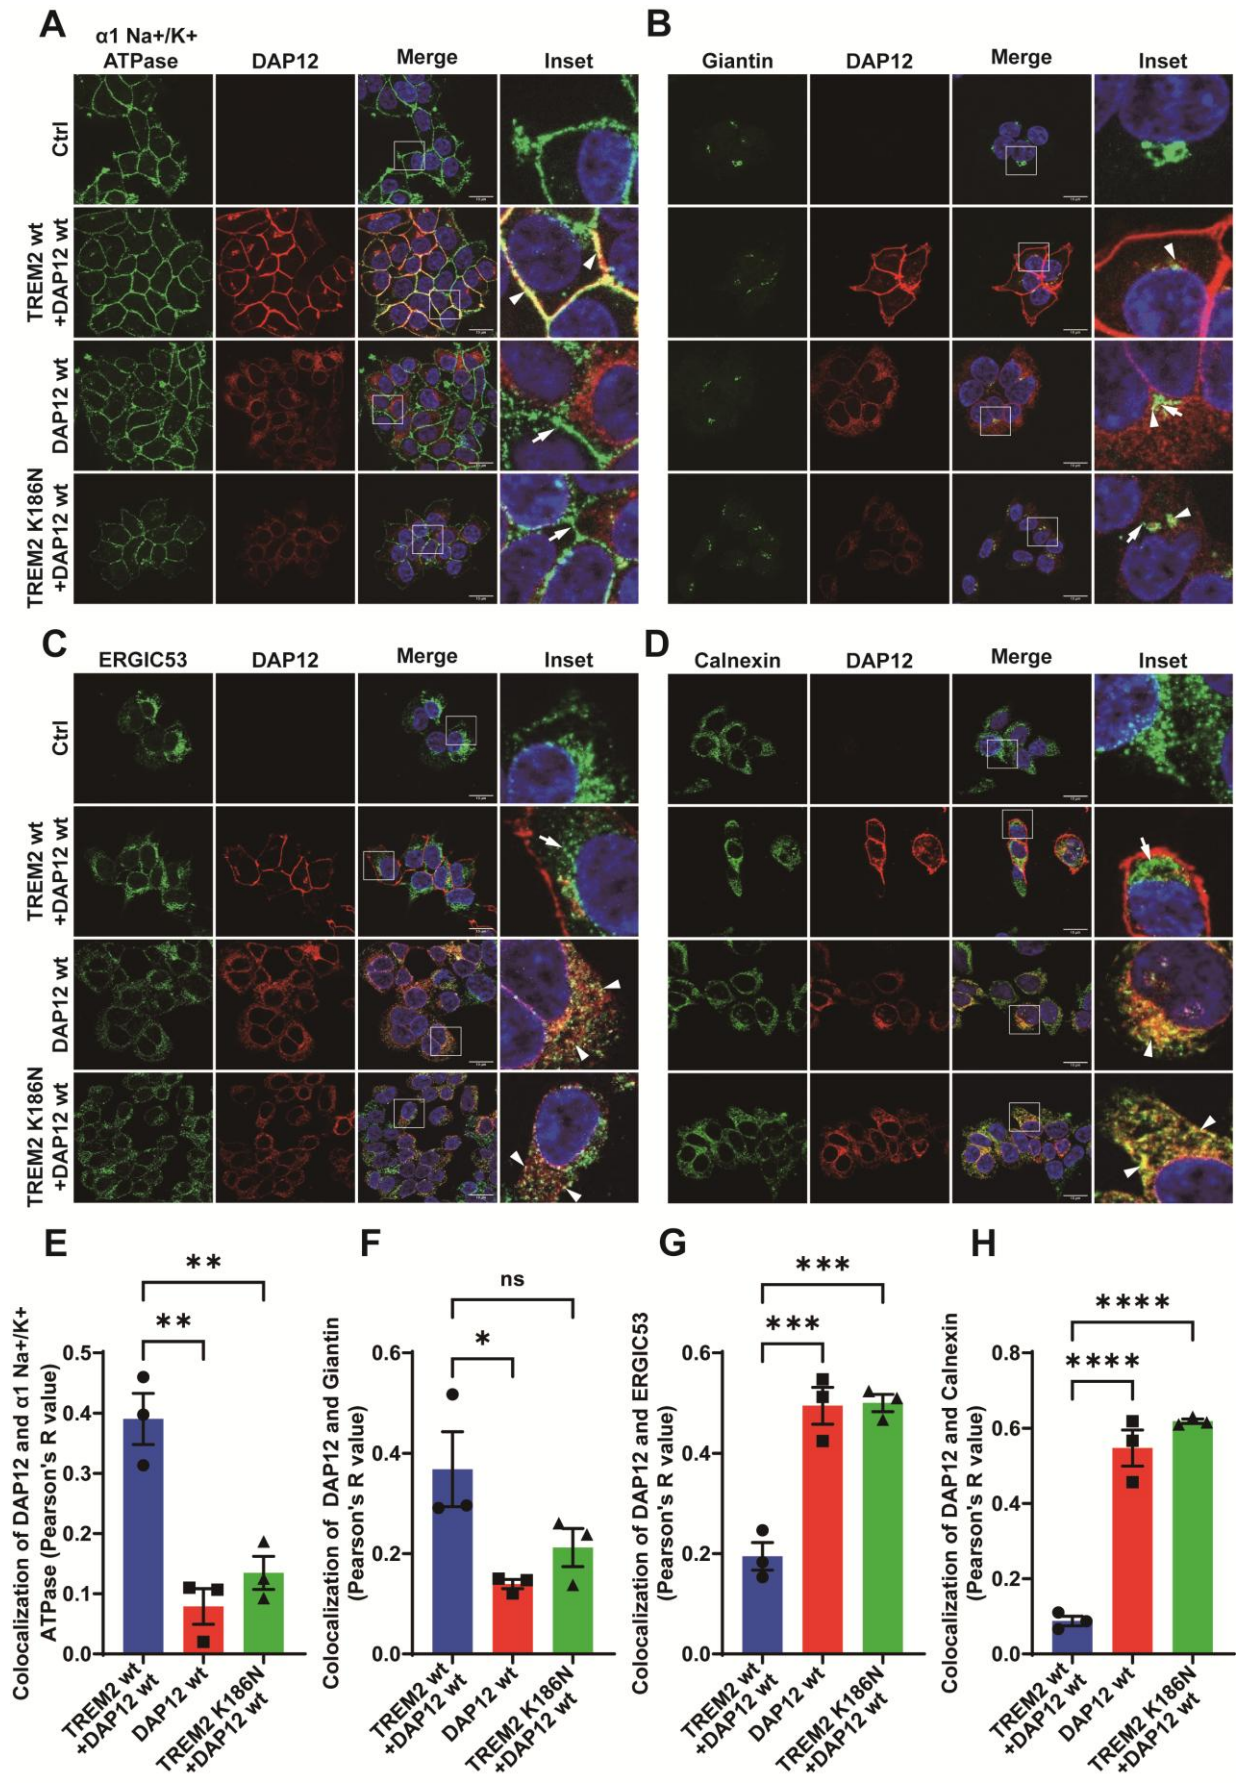 A
B
α1 Na+/K+
ATPase DAP12 Merge Inset
Giantin DAP12 Merge Inset
Ctrl
TREM2 wt
+DAP12 wt
DAP12 wt
TREM2 K186N
+DAP12 wt
C
D
ERGIC53 DAP12 Merge Inset
Calnexin DAP12 Merge Inset
Ctrl
TREM2 wt
+DAP12 wt
DAP12 wt
TREM2 K186N
+DAP12 wt
E
Colocalization of DAP12 and α1 Na+/K+
ATPase (Pearson's R value)
**
**
0.5
0.4
0.3
0.2
0.1
0.0
TREM2 wt
+DAP12 wt
DAP12 wt
TREM2 K186N
+DAP12 wt
F
Colocalization of DAP12 and Giantin
(Pearson's R value)
ns
*
0.6
0.4
0.2
0.0
TREM2 wt
+DAP12 wt
DAP12 wt
TREM2 K186N
+DAP12 wt
G
Colocalization of DAP12 and ERGIC53
(Pearson's R value)
***
***
0.6
0.4
0.2
0.0
TREM2 wt
+DAP12 wt
DAP12 wt
TREM2 K186N
+DAP12 wt
H
Colocalization of DAP12 and Calnexin
(Pearson's R value)
****
****
0.8
0.6
0.4
0.2
0.0
TREM2 wt
+DAP12 wt
DAP12 wt
TREM2 K186N
+DAP12 wt